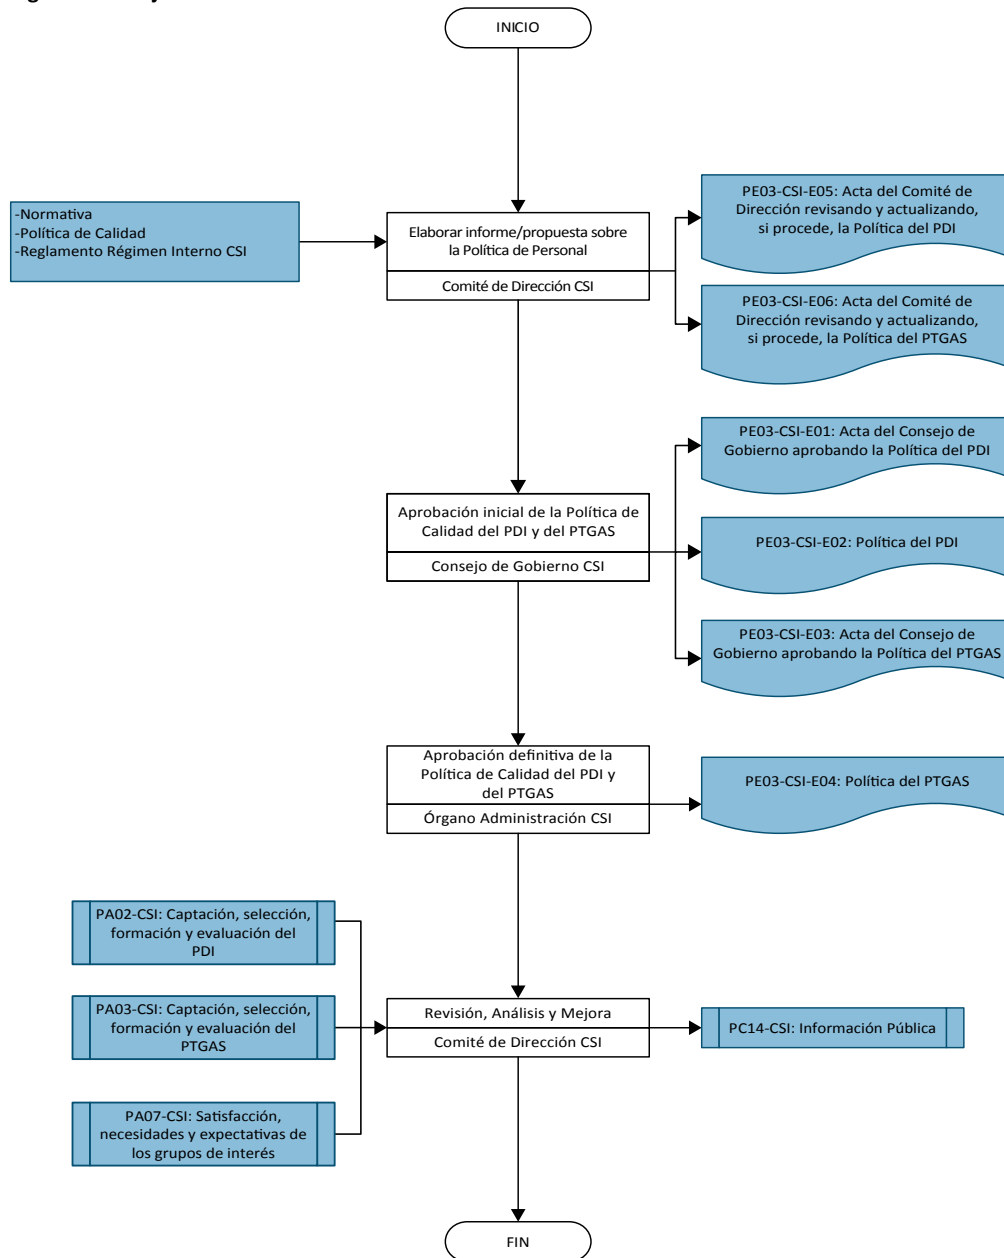 INICIO
-Normativa
-Política de Calidad
-Reglamento Régimen Interno CSI
Elaborar informe/propuesta sobre
la Política de Personal
Comité de Dirección CSI
PE03-CSI-E05: Acta del Comité de
Dirección revisando y actualizando,
si procede, la Política del PDI
PE03-CSI-E06: Acta del Comité de
Dirección revisando y actualizando,
si procede, la Política del PTGAS
PE03-CSI-E01: Acta del Consejo de
Gobierno aprobando la Política del PDI
Aprobación inicial de la Política de
Calidad del PDI y del PTGAS
Consejo de Gobierno CSI
PE03-CSI-E02: Política del PDI
PE03-CSI-E03: Acta del Consejo de
Gobierno aprobando la Política del PTGAS
Aprobación definitiva de la
Política de Calidad del PDI y
del PTGAS
Órgano Administración CSI
PE03-CSI-E04: Política del PTGAS
PA02-CSI: Captación, selección,
formación y evaluación del
PDI
PA03-CSI: Captación, selección,
formación y evaluación del
PTGAS
PA07-CSI: Satisfacción,
necesidades y expectativas de
los grupos de interés
Revisión, Análisis y Mejora
Comité de Dirección CSI
PC14-CSI: Información Pública
FIN